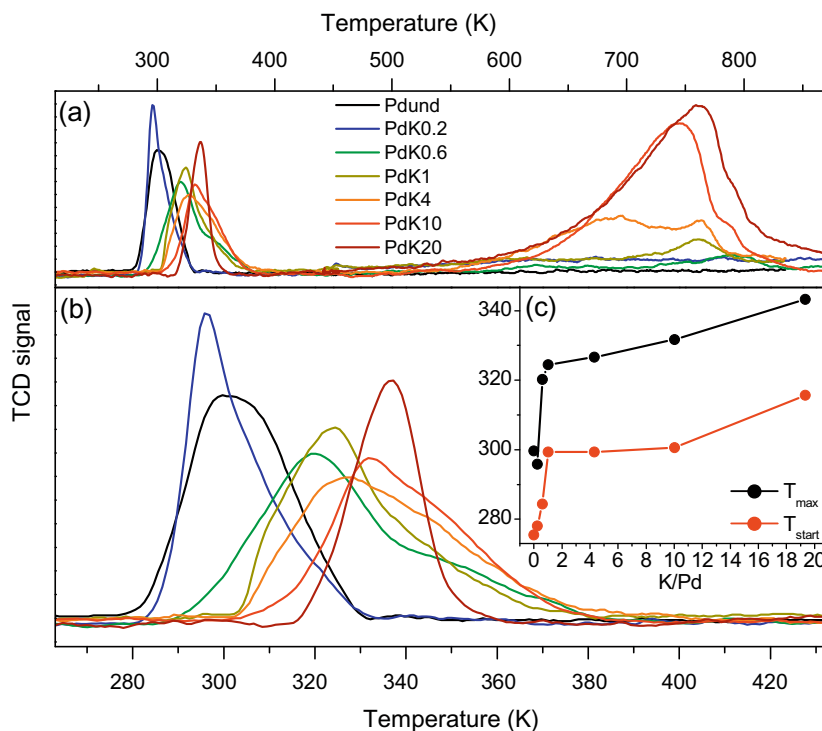 Temperature (K)
300 400 500 600 700 800
(a)
Pdund
PdK0.2
PdK0.6
PdK1
PdK4
PdK10
PdK20
(b)
(c)
TCD signal
340
320
300
280
T max
T start
0 2 4 6 8 10 12 14 16 18 20
K/Pd
280 300 320 340 360 380 400 420
Temperature (K)